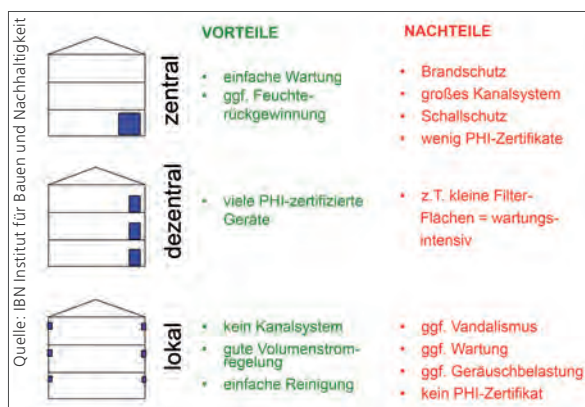 Quelle: IBN Institut für Bauen und Nachhaltigkeit
VORTEILE
NACHTEILE
zentral
• einfache Wartung
• ggf. Feuchte-
rückgewinnung
• Brandschutz
• großes Kanalsystem
• Schallschutz
• wenig PHI-Zertifikate
dezentral
• viele PHI-zertifizierte
Geräte
• z.T. kleine Filter-
Flächen = wartungs-
intensiv
lokal
• kein Kanalsystem
• gute Volumenstrom-
regelung
• einfache Reinigung
• ggf. Vandalismus
• ggf. Wartung
• ggf. Geräuschbelastung
• kein PHI-Zertifikat